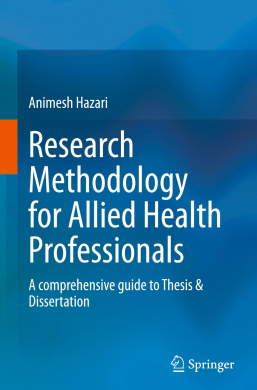 Animesh Hazari
Research
Methodology
for Allied Health
Professionals
A comprehensive guide to Thesis &
Dissertation
Springer